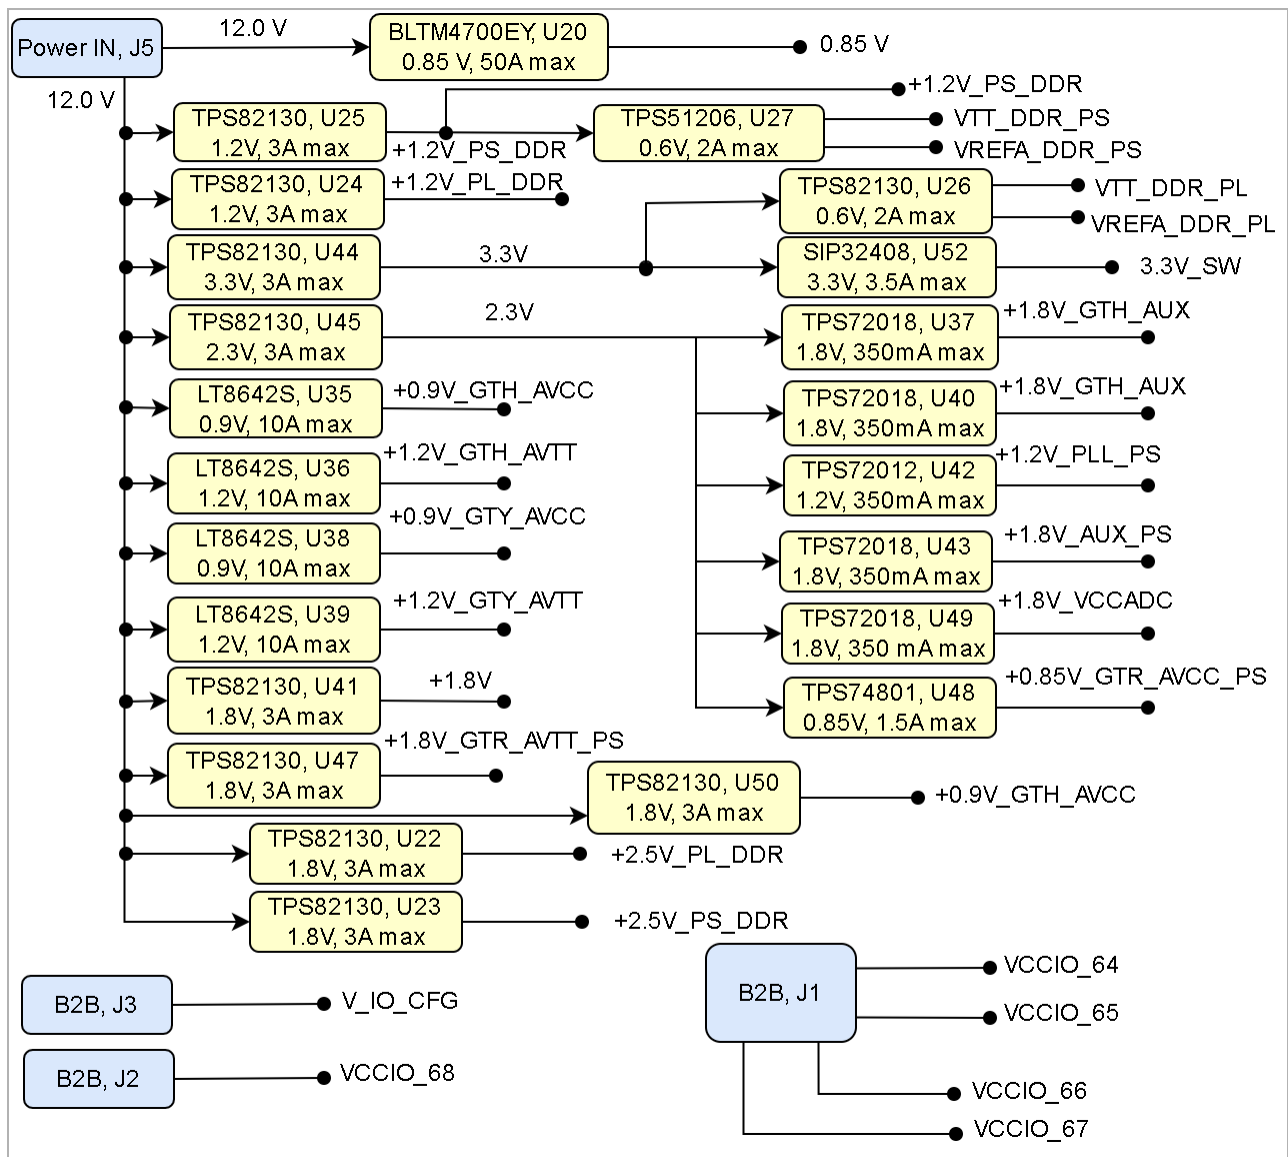 Power IN, J5
12.0 V
BLTM4700EY, U20
0.85 V, 50A max
0.85 V
12.0 V
+1.2V_PS_DDR
TPS82130, U25
1.2V, 3A max
+1.2V_PS_DDR
TPS51206, U27
0.6V, 2A max
VTT_DDR_PS
VREFA_DDR_PS
TPS82130, U24
1.2V, 3A max
+1.2V_PL_DDR
TPS82130, U26
0.6V, 2A max
VTT_DDR_PL
VREFA_DDR_PL
TPS82130, U44
3.3V, 3A max
3.3V
SIP32408, U52
3.3V, 3.5A max
3.3V_SW
TPS82130, U45
2.3V, 3A max
2.3V
TPS72018, U37
1.8V, 350mA max
+1.8V_GTH_AUX
LT8642S, U35
0.9V, 10A max
+0.9V_GTH_AVCC
TPS72018, U40
1.8V, 350mA max
+1.8V_GTH_AUX
LT8642S, U36
1.2V, 10A max
+1.2V_GTH_AVTT
TPS72012, U42
1.2V, 350mA max
+1.2V_PLL_PS
LT8642S, U38
0.9V, 10A max
+0.9V_GTY_AVCC
TPS72018, U43
1.8V, 350mA max
+1.8V_AUX_PS
LT8642S, U39
1.2V, 10A max
+1.2V_GTY_AVTT
TPS72018, U49
1.8V, 350 mA max
+1.8V_VCCADC
TPS82130, U41
1.8V, 3A max
+1.8V
TPS74801, U48
0.85V, 1.5A max
+0.85V_GTR_AVCC_PS
TPS82130, U47
1.8V, 3A max
+1.8V_GTR_AVTT_PS
TPS82130, U50
1.8V, 3A max
+0.9V_GTH_AVCC
TPS82130, U22
1.8V, 3A max
+2.5V_PL_DDR
TPS82130, U23
1.8V, 3A max
+2.5V_PS_DDR
B2B, J3
V_IO_CFG
B2B, J2
VCCIO_68
B2B, J1
VCCIO_64
VCCIO_65
VCCIO_66
VCCIO_67